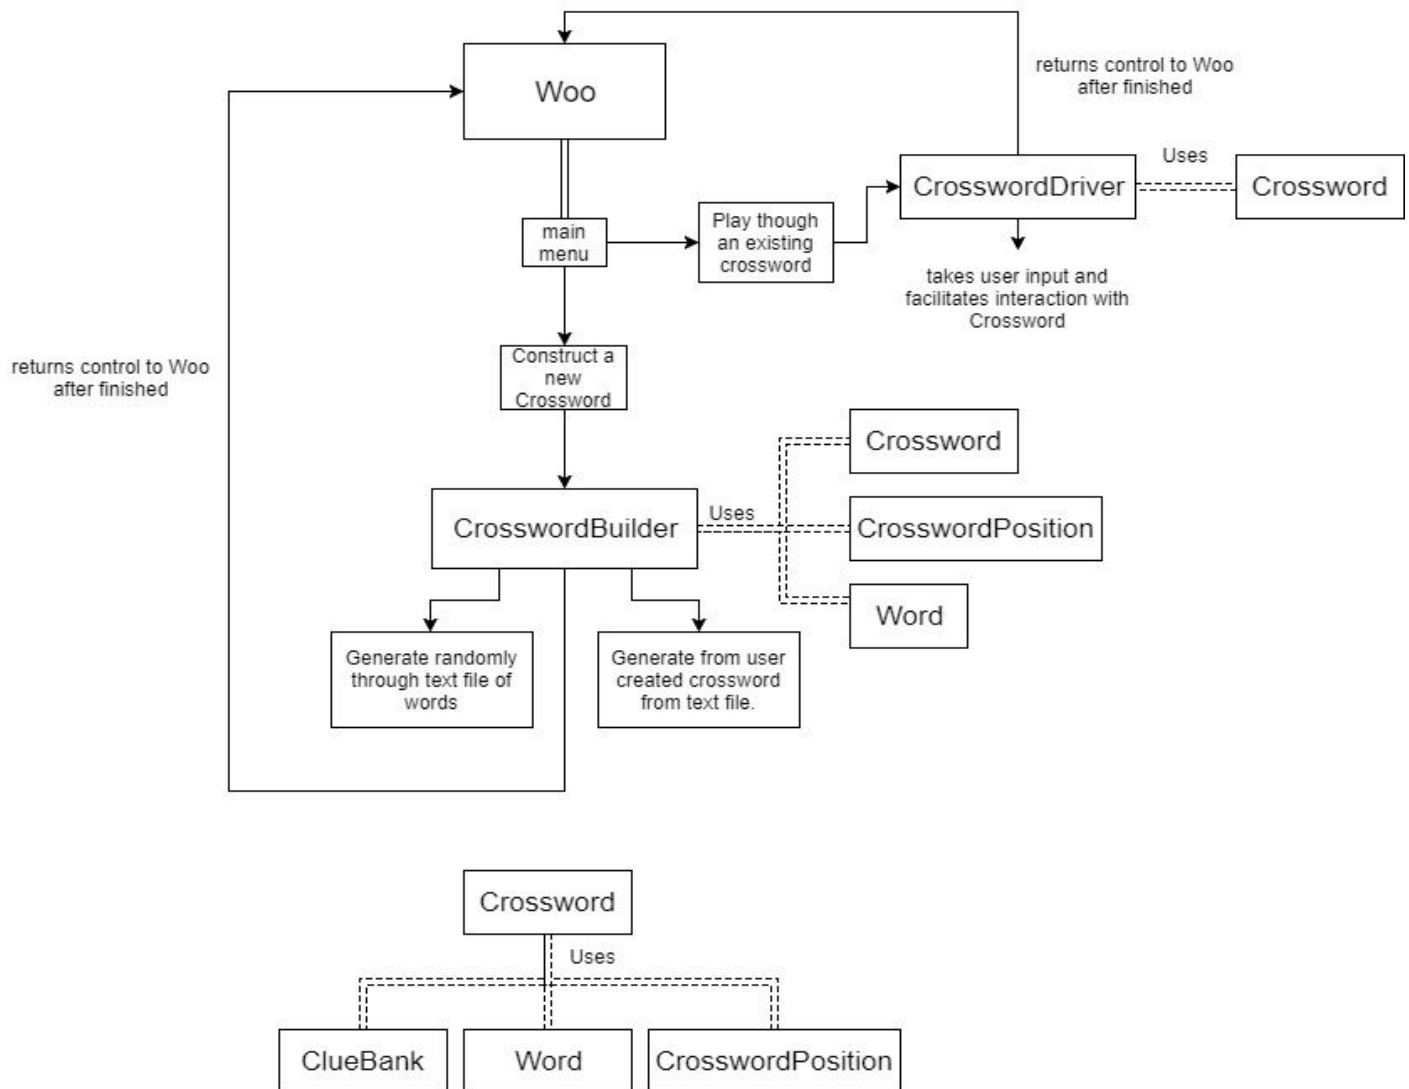 Woo
returns control to Woo
after finished
CrosswordDriver
Uses
Crossword
main
menu
Play though
an existing
crossword
takes user input and
facilitates interaction with
Crossword
returns control to Woo
after finished
Construct a
new
Crossword
CrosswordBuilder
Uses
Crossword
CrosswordPosition
Word
Generate randomly
through text file of
words
Generate from user
created crossword
from text file.
Crossword
Uses
ClueBank
Word
CrosswordPosition